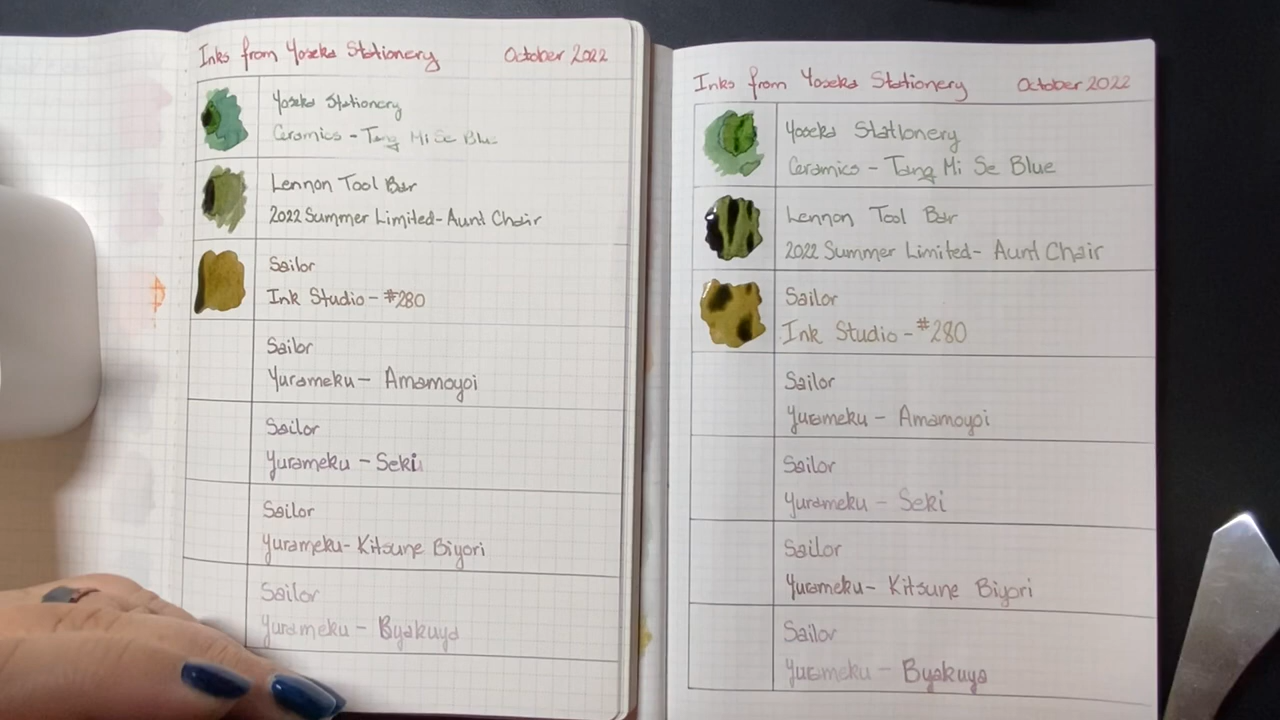 Inks from Yoseka Stationery October 2022
Yoseka Stationery
Ceramics - Tang Mi Se Blue
Lennon Tool Bar
2022 Summer Limited- Aunt Chair
Sailor
Ink Studio - #280
Sailor
Yurameku - Amamoyoi
Sailor
Yurameku - Seki
Sailor
Yurameku- Kitsune Biyori
Sailor
Yurameku - Byakuya
Inks from Yoseka Stationery October 2022
Yoseka Stationery
Ceramics - Tang Mi Se Blue
Lennon Tool Bar
2022 Summer Limited- Aunt Chair
Sailor
Ink Studio - #280
Sailor
Yurameku - Amamoyoi
Sailor
Yurameku - Seki
Sailor
Yurameku- Kitsune Biyori
Sailor
Yurameku - Byakuya